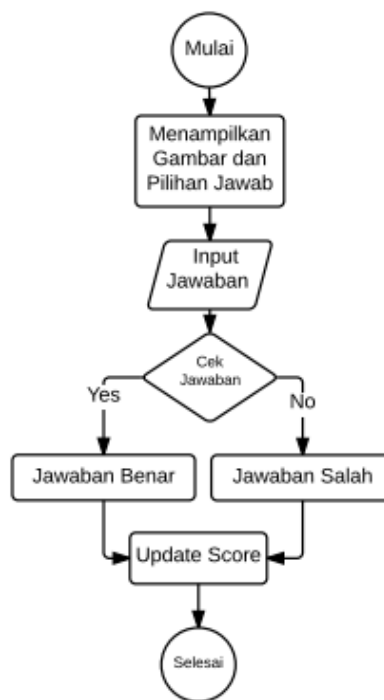 Mulai
Menampilkan
Gambar dan
Pilihan Jawab
Input
Jawaban
Cek
Jawaban
Yes
No
Jawaban Benar
Jawaban Salah
Update Score
Selesai